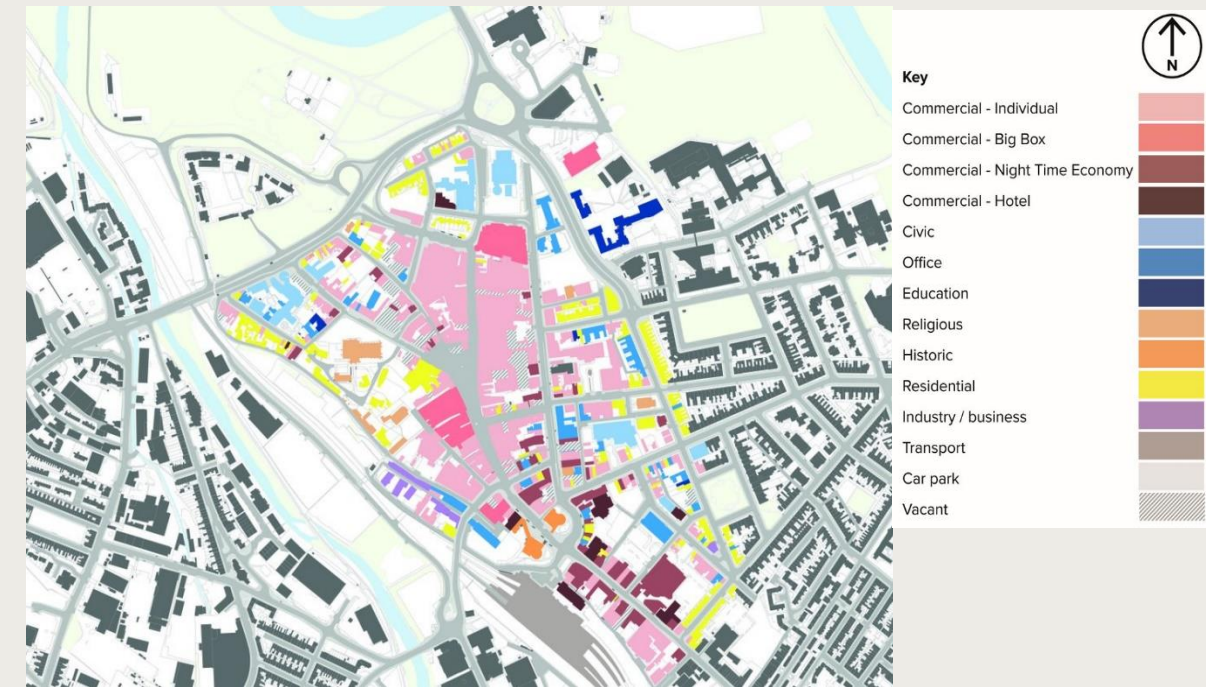 N
Key
Commercial - Individual
Commercial - Big Box
Commercial - Night Time Economy
Commercial - Hotel
Civic
Office
Education
Religious
Historic
Residential
Industry / business
Transport
Car park
Vacant